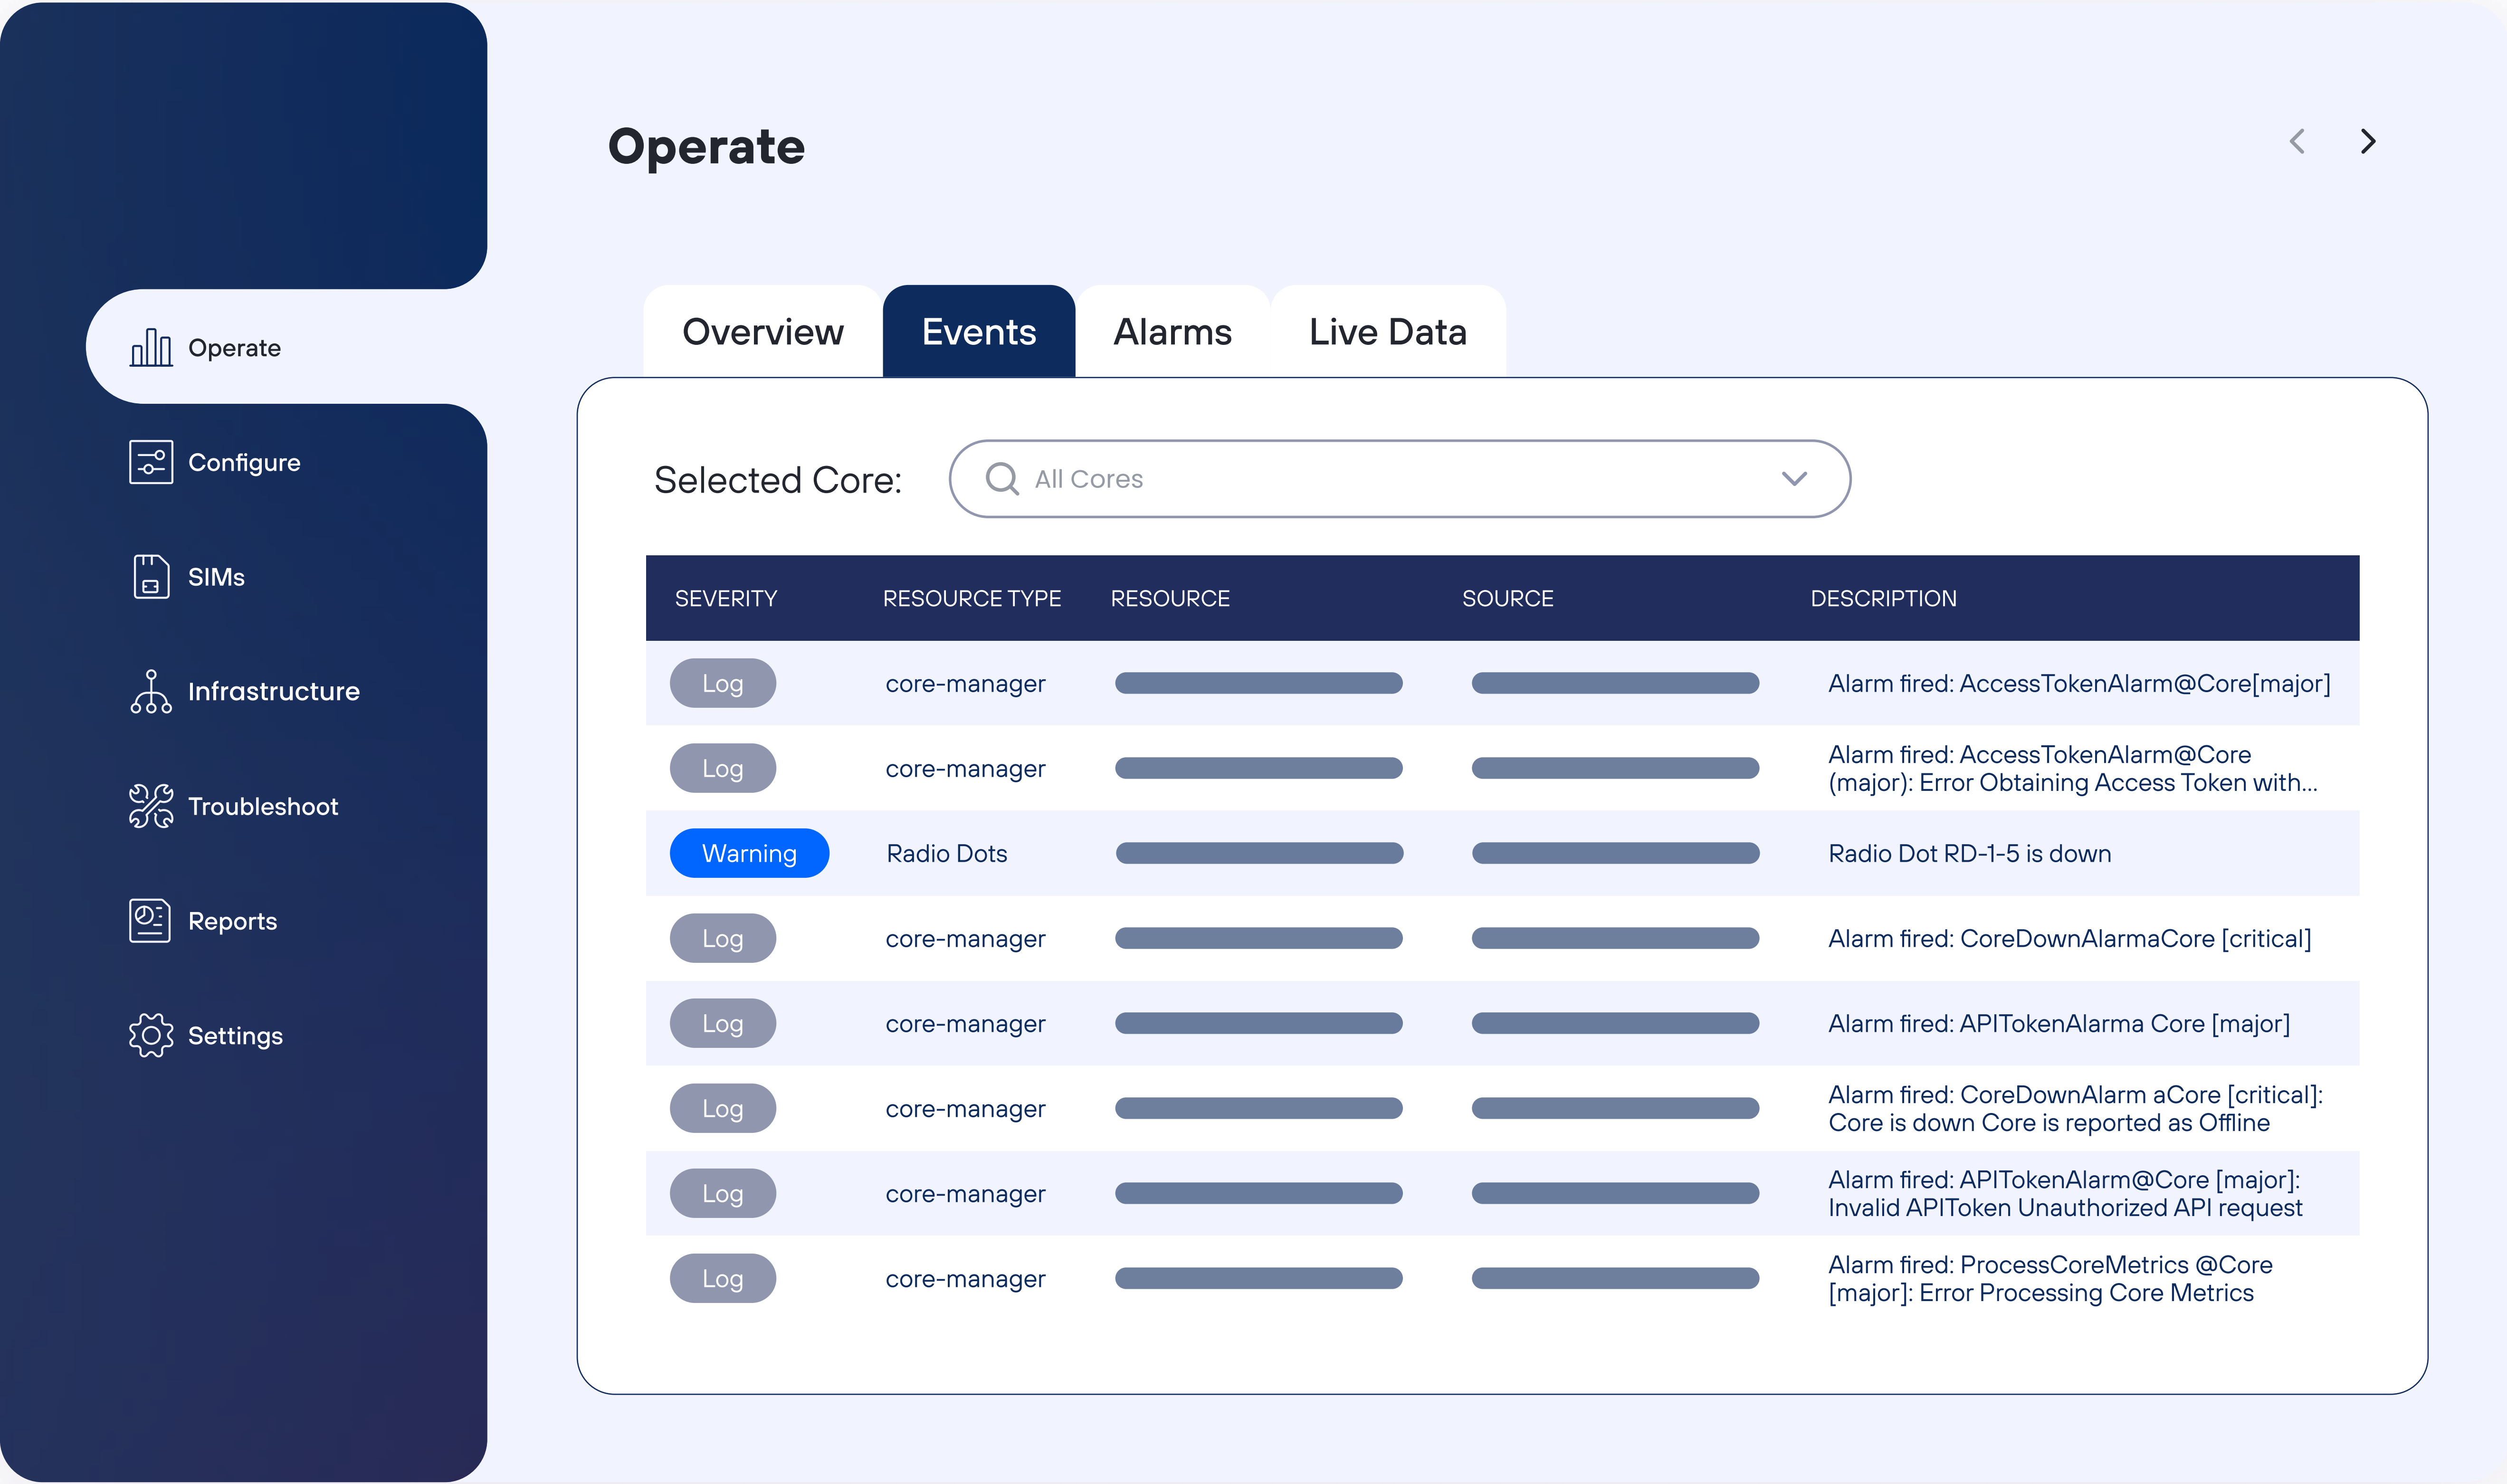 Operate
Operate
Configure
SIMs
Infrastructure
Troubleshoot
Reports
Settings
Overview
Events
Alarms
Live Data
Selected Core:
All Cores
SEVERITY
RESOURCE TYPE
RESOURCE
SOURCE
DESCRIPTION
Log
core-manager
Alarm fired: AccessTokenAlarm@Core[major]
Log
core-manager
Alarm fired: AccessTokenAlarm@Core
(major): Error Obtaining Access Token with...
Warning
Radio Dots
Radio Dot RD-1-5 is down
Log
core-manager
Alarm fired: CoreDownAlarmaCore [critical]
Log
core-manager
Alarm fired: APITokenAlarma Core [major]
Log
core-manager
Alarm fired: CoreDownAlarm aCore [critical]:
Core is down Core is reported as Offline
Log
core-manager
Alarm fired: APITokenAlarm@Core [major]:
Invalid APIToken Unauthorized API request
Log
core-manager
Alarm fired: ProcessCoreMetrics @Core
[major]: Error Processing Core Metrics